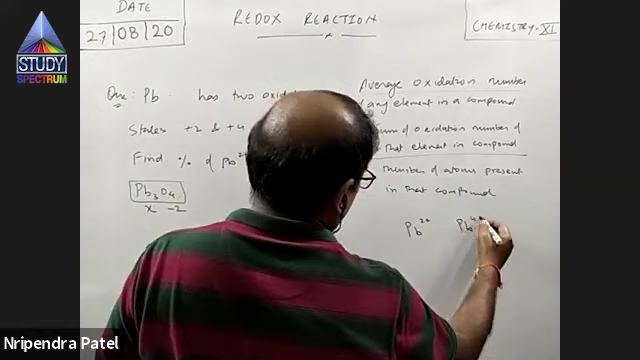 DATE
27|08|20
REDOX REACTION
CHEMISTRY-XI
STUDY
SPECTRUM
Que: Pb has two
States +2 & +4
Find % of Pb²⁺
Pb₃O₄
x -2
Average oxidation number
any element in a compound
Sum of oxidation number of
that element in compound
number of atoms present
in that compound
Pb²⁺ Pb⁴⁺
Nripendra Patel